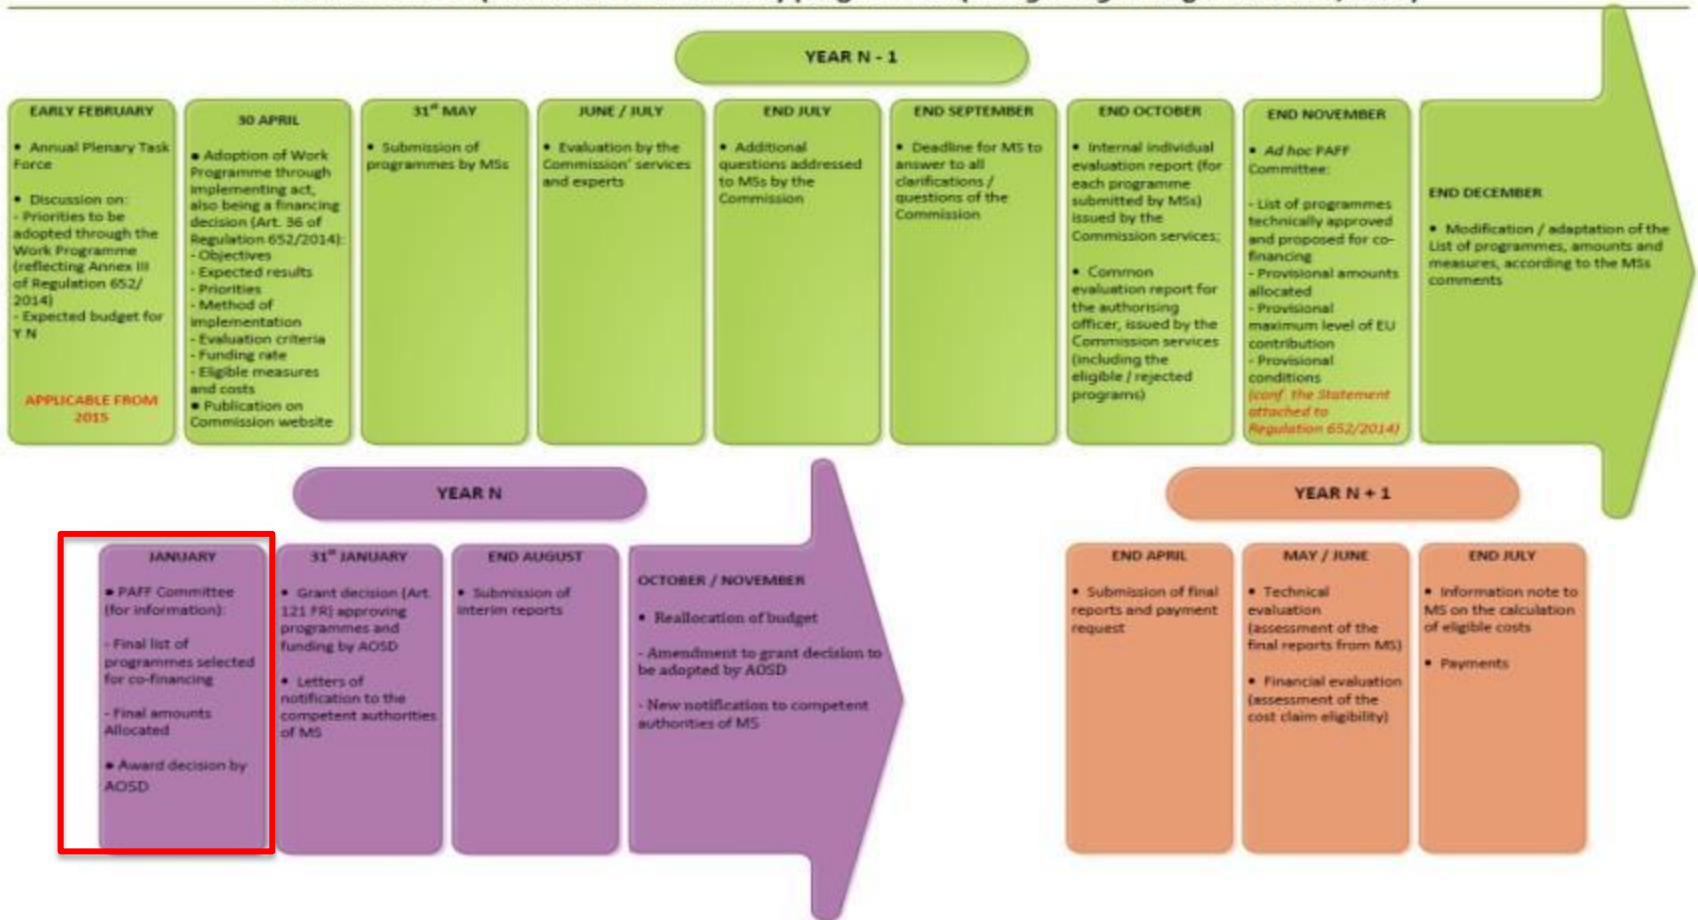 YEAR N - 1
EARLY FEBRUARY
• Annual Plenary Task
Force
• Discussion on:
- Priorities to be
adopted through the
Work Programme
(reflecting Annex III
of Regulation 652/
2014)
- Expected budget for
Y N
APPLICABLE FROM
2015
30 APRIL
• Adoption of Work
Programme through
implementing act,
also being a financing
decision (Art. 36 of
Regulation 652/2014):
- Objectives
- Expected results
- Priorities
- Method of
implementation
- Evaluation criteria
- Funding rate
- Eligible measures
and costs
• Publication on
Commission website
31st MAY
• Submission of
programmes by MSs
JUNE / JULY
• Evaluation by the
Commission' services
and experts
END JULY
• Additional
questions addressed
to MSs by the
Commission
END SEPTEMBER
• Deadline for MS to
answer to all
clarifications /
questions of the
Commission
END OCTOBER
• Internal individual
evaluation report (for
each programme
submitted by MSs)
issued by the
Commission services;
• Common
evaluation report for
the authorising
officer, issued by the
Commission services
(including the
eligible / rejected
programs)
END NOVEMBER
• Ad hoc PAFF
Committee:
- List of programmes
technically approved
and proposed for co-
financing
- Provisional amounts
allocated
- Provisional
maximum level of EU
contribution
- Provisional
conditions
(conf. the Statement
attached to
Regulation 652/2014)
END DECEMBER
• Modification / adaptation of the
List of programmes, amounts and
measures, according to the MSs
comments
YEAR N
JANUARY
• PAFF Committee
(for information):
- Final list of
programmes selected
for co-financing
- Final amounts
Allocated
• Award decision by
AOSD
31st JANUARY
• Grant decision (Art.
121 FR) approving
programmes and
funding by AOSD
• Letters of
notification to the
competent authorities
of MS
END AUGUST
• Submission of
interim reports
OCTOBER / NOVEMBER
• Reallocation of budget
- Amendment to grant decision to
be adopted by AOSD
- New notification to competent
authorities of MS
YEAR N + 1
END APRIL
• Submission of final
reports and payment
request
MAY / JUNE
• Technical
evaluation
(assessment of the
final reports from MS)
• Financial evaluation
(assessment of the
cost claim eligibility)
END JULY
• Information note to
MS on the calculation
of eligible costs
• Payments